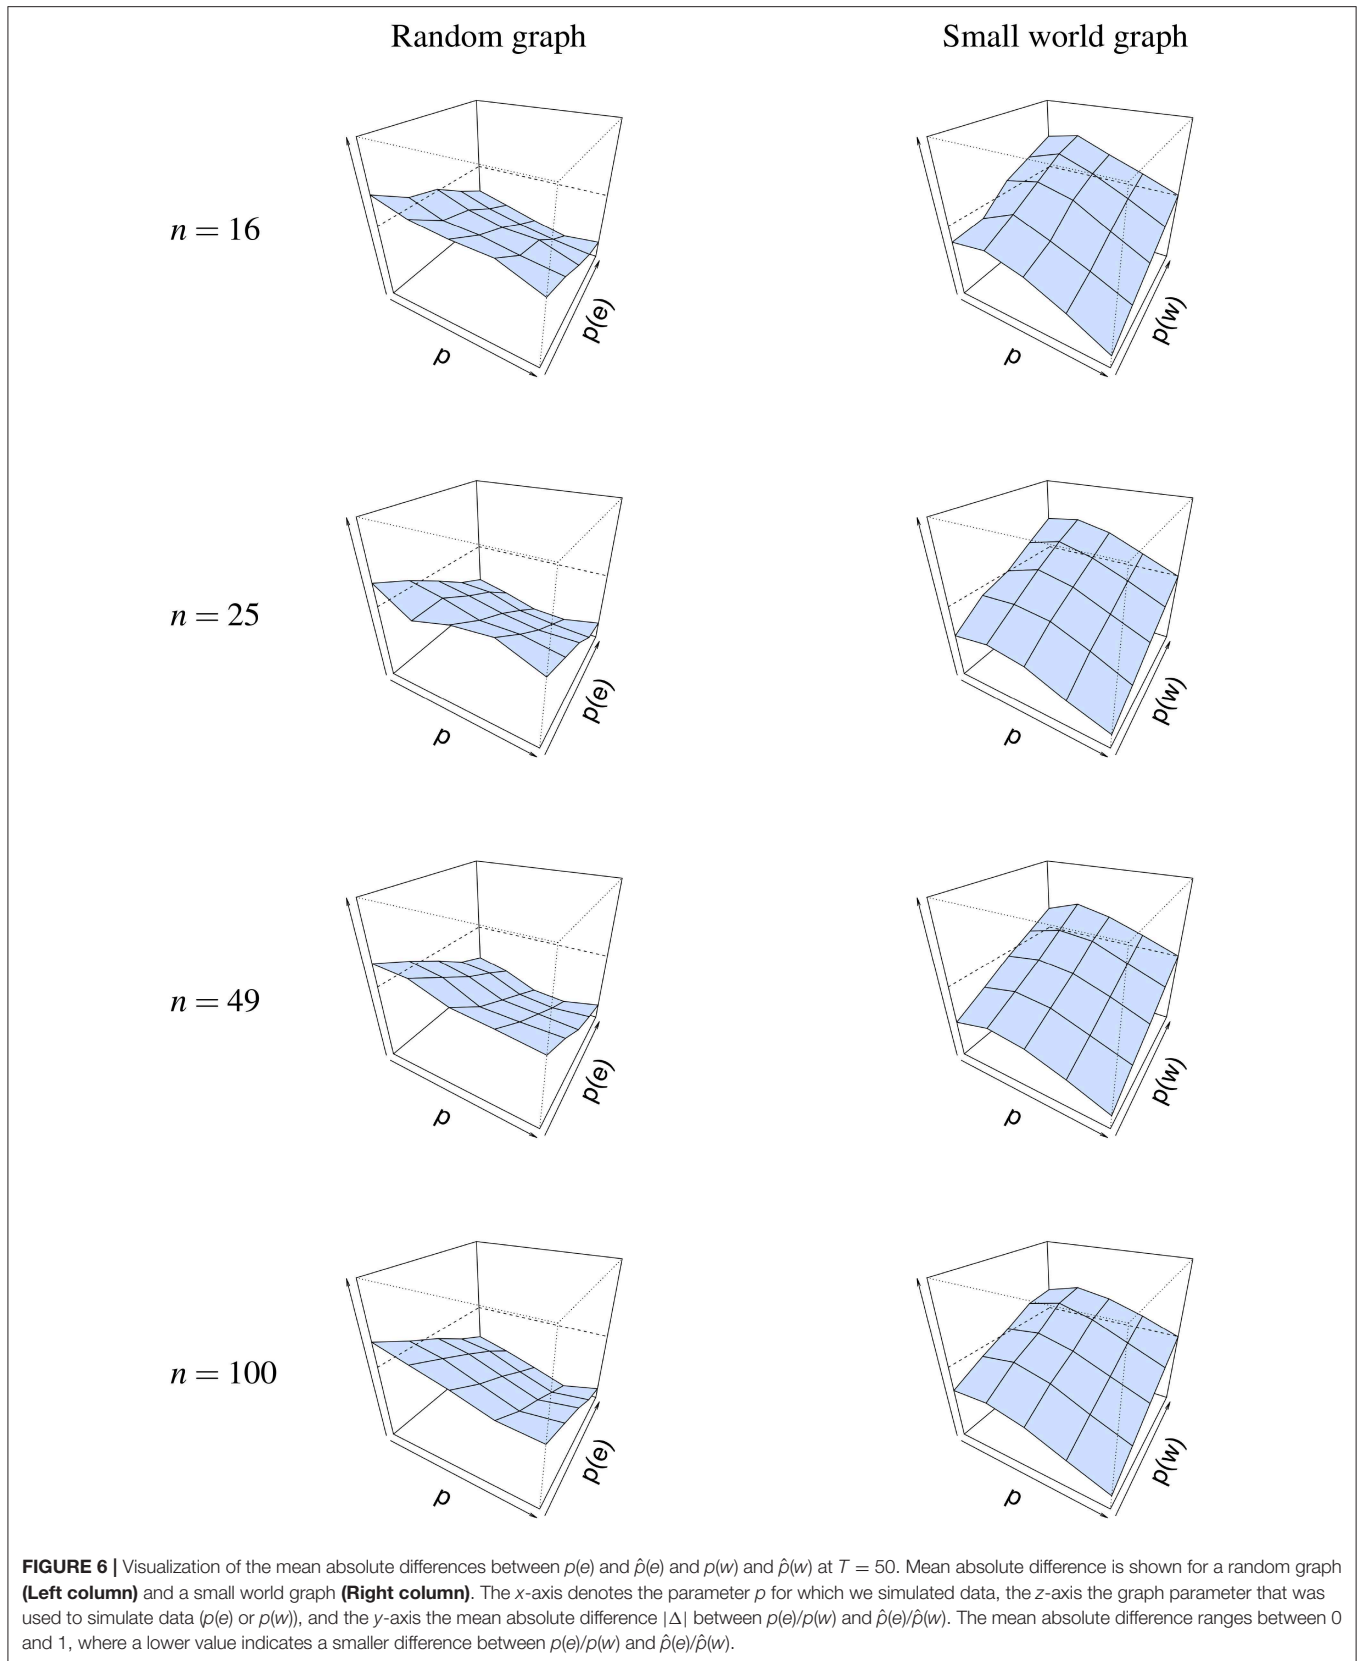 Random graph
Small world graph
n = 16
p
p(e)
p
p(w)
n = 25
p
p(e)
p
p(w)
n = 49
p
p(e)
p
p(w)
n = 100
p
p(e)
p
p(w)
FIGURE 6 | Visualization of the mean absolute differences between p(e) and p̂(e) and p(w) and p̂(w) at T = 50. Mean absolute difference is shown for a random graph
(Left column) and a small world graph (Right column). The x-axis denotes the parameter p for which we simulated data, the z-axis the graph parameter that was
used to simulate data (p(e) or p(w)), and the y-axis the mean absolute difference |Δ| between p(e)/p(w) and p̂(e)/p̂(w). The mean absolute difference ranges between 0
and 1, where a lower value indicates a smaller difference between p(e)/p(w) and p̂(e)/p̂(w).